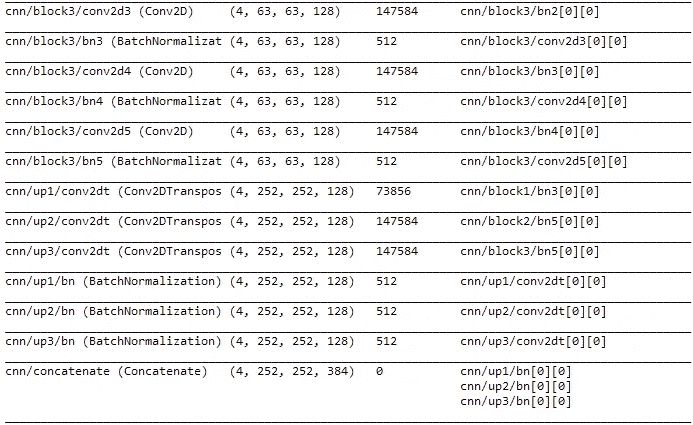 cnn/block3/conv2d3 (Conv2D) (4, 63, 63, 128) 147584 cnn/block3/bn2[0][0]
cnn/block3/bn3 (BatchNormalizat (4, 63, 63, 128) 512 cnn/block3/conv2d3[0][0]
cnn/block3/conv2d4 (Conv2D) (4, 63, 63, 128) 147584 cnn/block3/bn3[0][0]
cnn/block3/bn4 (BatchNormalizat (4, 63, 63, 128) 512 cnn/block3/conv2d4[0][0]
cnn/block3/conv2d5 (Conv2D) (4, 63, 63, 128) 147584 cnn/block3/bn4[0][0]
cnn/block3/bn5 (BatchNormalizat (4, 63, 63, 128) 512 cnn/block3/conv2d5[0][0]
cnn/up1/conv2dt (Conv2DTranspos (4, 252, 252, 128) 73856 cnn/block1/bn3[0][0]
cnn/up2/conv2dt (Conv2DTranspos (4, 252, 252, 128) 147584 cnn/block2/bn5[0][0]
cnn/up3/conv2dt (Conv2DTranspos (4, 252, 252, 128) 147584 cnn/block3/bn5[0][0]
cnn/up1/bn (BatchNormalization) (4, 252, 252, 128) 512 cnn/up1/conv2dt[0][0]
cnn/up2/bn (BatchNormalization) (4, 252, 252, 128) 512 cnn/up2/conv2dt[0][0]
cnn/up3/bn (BatchNormalization) (4, 252, 252, 128) 512 cnn/up3/conv2dt[0][0]
cnn/concatenate (Concatenate) (4, 252, 252, 384) 0 cnn/up1/bn[0][0]
cnn/up2/bn[0][0]
cnn/up3/bn[0][0]